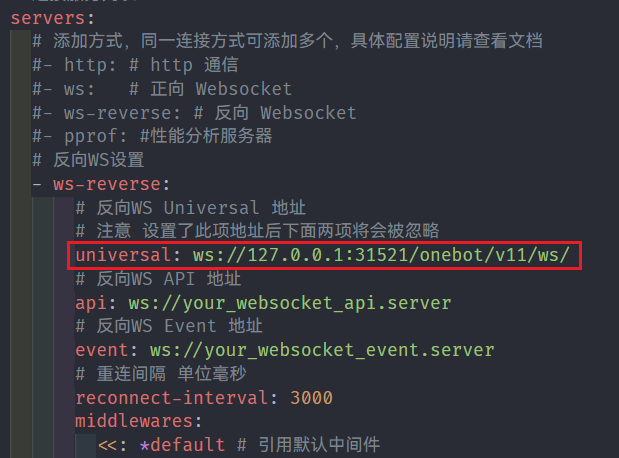 servers:
# 添加方式，同一连接方式可添加多个，具体配置说明请查看文档
#- http: # http 通信
#- ws:   # 正向 Websocket
#- ws-reverse: # 反向 Websocket
#- pprof: #性能分析服务器
# 反向WS设置
- ws-reverse:
# 反向WS Universal 地址
# 注意 设置了此项地址后下面两项将会被忽略
universal: ws://127.0.0.1:31521/onebot/v11/ws/
# 反向WS API 地址
api: ws://your_websocket_api.server
# 反向WS Event 地址
event: ws://your_websocket_event.server
# 重连间隔 单位毫秒
reconnect-interval: 3000
middlewares:
<<: *default # 引用默认中间件